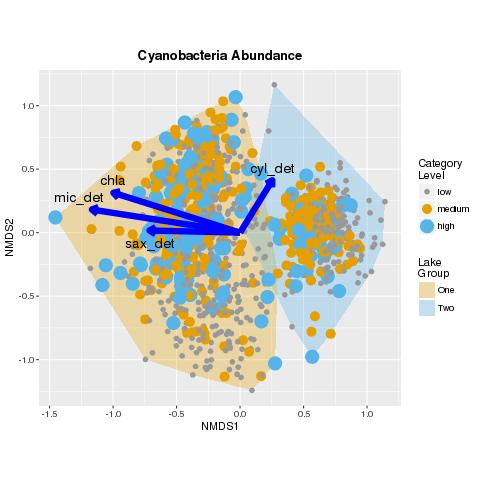 Cyanobacteria Abundance
1.0
0.5
0.0
-0.5
-1.0
NMDS2
cyl_det
chla
mic_det
sax_det
-1.5
-1.0
-0.5
0.0
0.5
1.0
NMDS1
Category
Level
low
medium
high
Lake
Group
One
Two